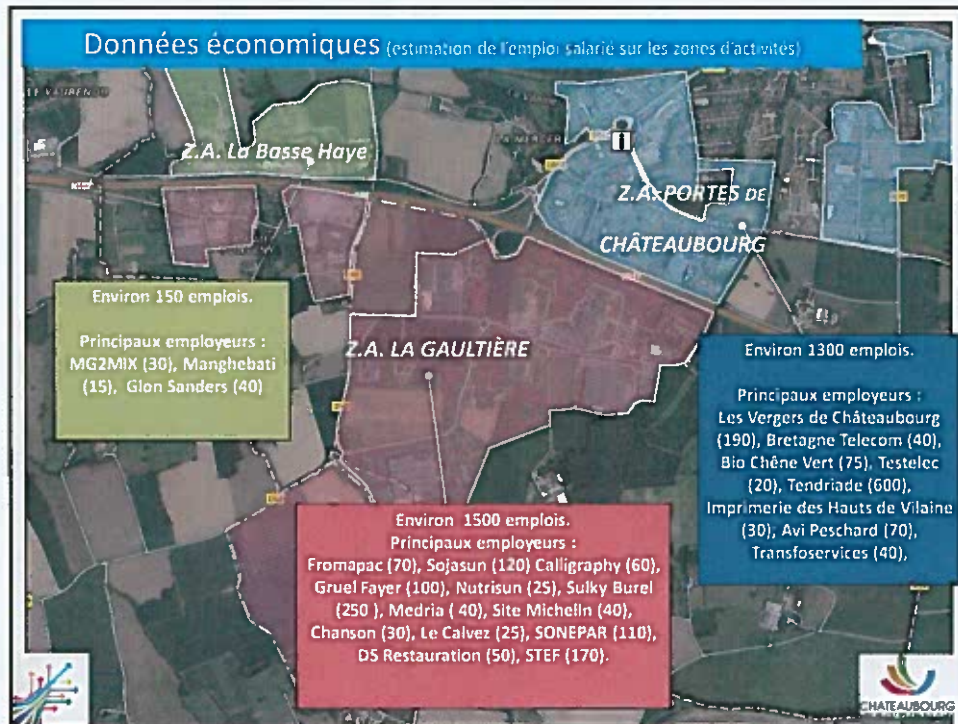 Données économiques (estimation de l'emploi salarié sur les zones d'activités)
Z.A. La Basse Haye
Z.A. PORTES DE
CHÂTEAUBOURG
Environ 150 emplois.
Principaux employeurs :
MG2MIX (30), Manghebati
(15), Glon Sanders (40)
Z.A. LA GAULTIÈRE
Environ 1300 emplois.
Principaux employeurs :
Les Vergers de Châteaubourg
(190), Bretagne Telecom (40),
Bio Chêne Vert (75), Testelec
(20), Tendriade (600),
Imprimerie des Hauts de Vilaine
(30), Avi Peschard (70),
Transfoservices (40),
Environ 1500 emplois.
Principaux employeurs :
Fromapac (70), Sojasun (120) Calligraphy (60),
Gruel Fayer (100), Nutrisun (25), Sulky Burel
(250 ), Medria ( 40), Site Michelin (40),
Chanson (30), Le Calvez (25), SONEPAR (110),
DS Restauration (50), STEF (170).
CHATEAUBOURG